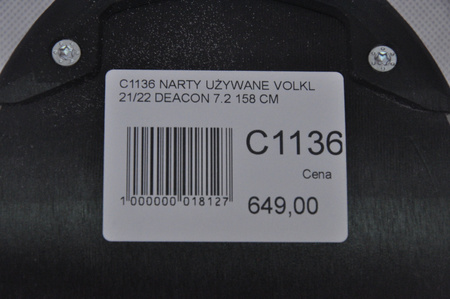 C1136 NARTY UŻYWANE VOLKL
21/22 DEACON 7.2 158 CM
C1136
Cena
649,00
1 000000 018127